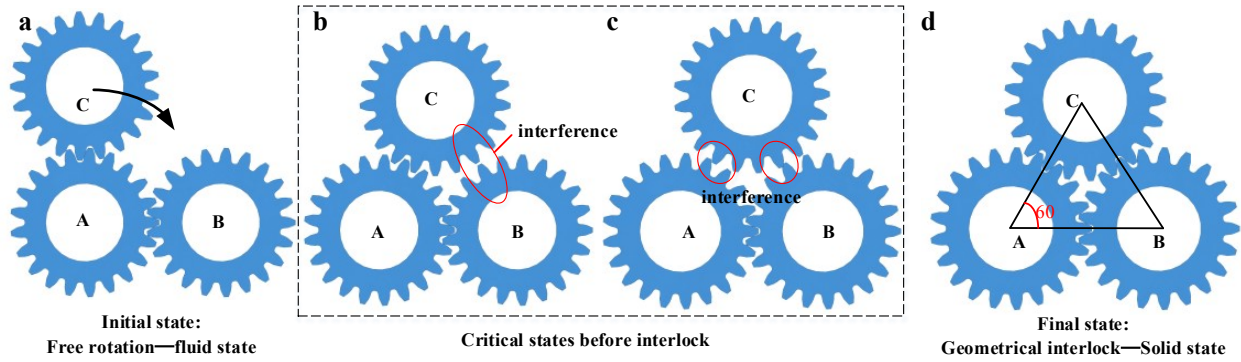 a
C
A
B
Initial state:
Free rotation—fluid state
b
C
interference
A
B
c
C
interference
A
B
Critical states before interlock
d
C
60
A
B
Final state:
Geometrical interlock—Solid state